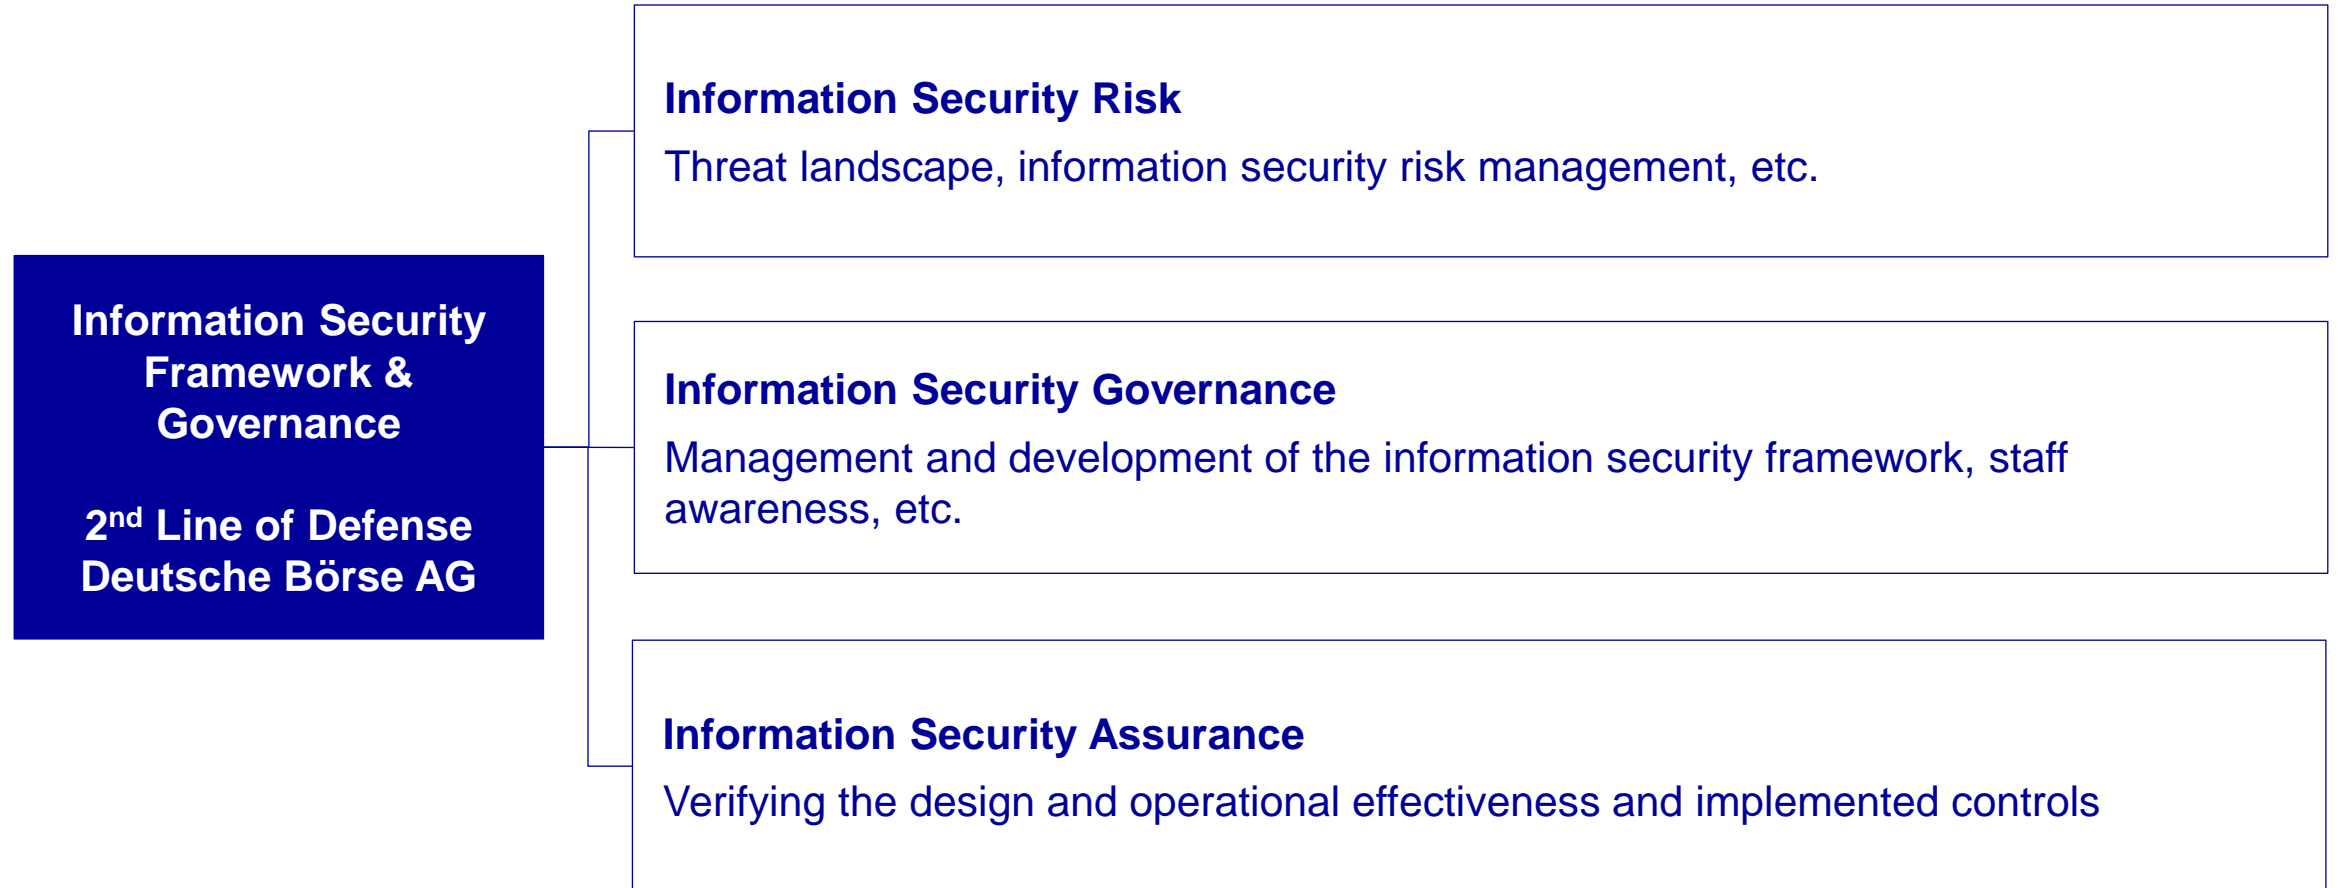 Information Security Risk
Threat landscape, information security risk management, etc.
Information Security
Framework &
Governance
2nd Line of Defense
Deutsche Börse AG
Information Security Governance
Management and development of the information security framework, staff
awareness, etc.
Information Security Assurance
Verifying the design and operational effectiveness and implemented controls